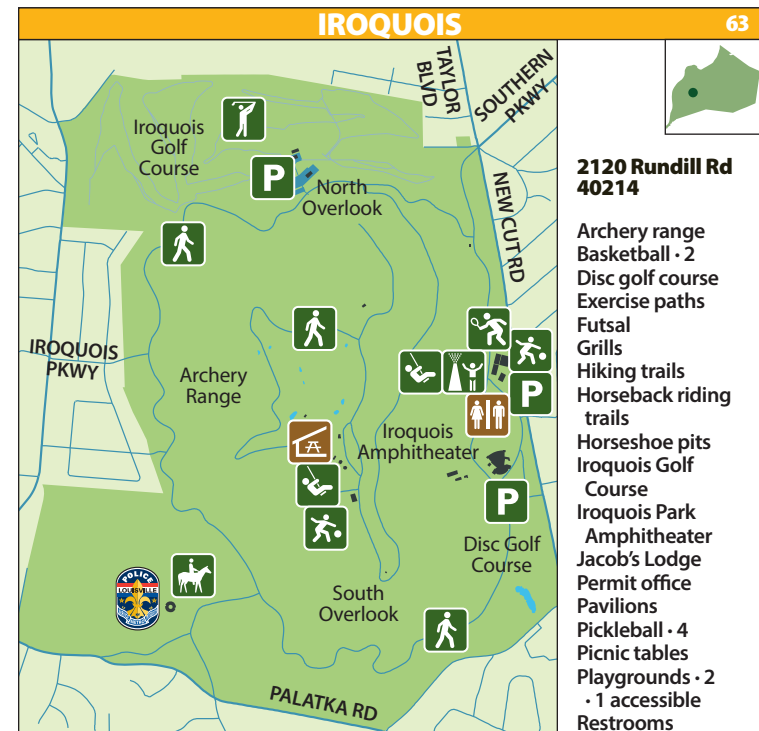 IROQUOIS
63
TAYLOR
BLVD
SOUTHERN
PKWY
Iroquois
Golf
Course
P
North
Overlook
NEW CUT RD
IROQUOIS
PKWY
Archery
Range
P
Iroquois
Amphitheater
P
Disc Golf
Course
POLICE
LOUISVILLE
South
Overlook
PALATKA RD
2120 Rundill Rd
40214
Archery range
Basketball · 2
Disc golf course
Exercise paths
Futsal
Grills
Hiking trails
Horseback riding
trails
Horseshoe pits
Iroquois Golf
Course
Iroquois Park
Amphitheater
Jacob's Lodge
Permit office
Pavilions
Pickleball · 4
Picnic tables
Playgrounds · 2
· 1 accessible
Restrooms